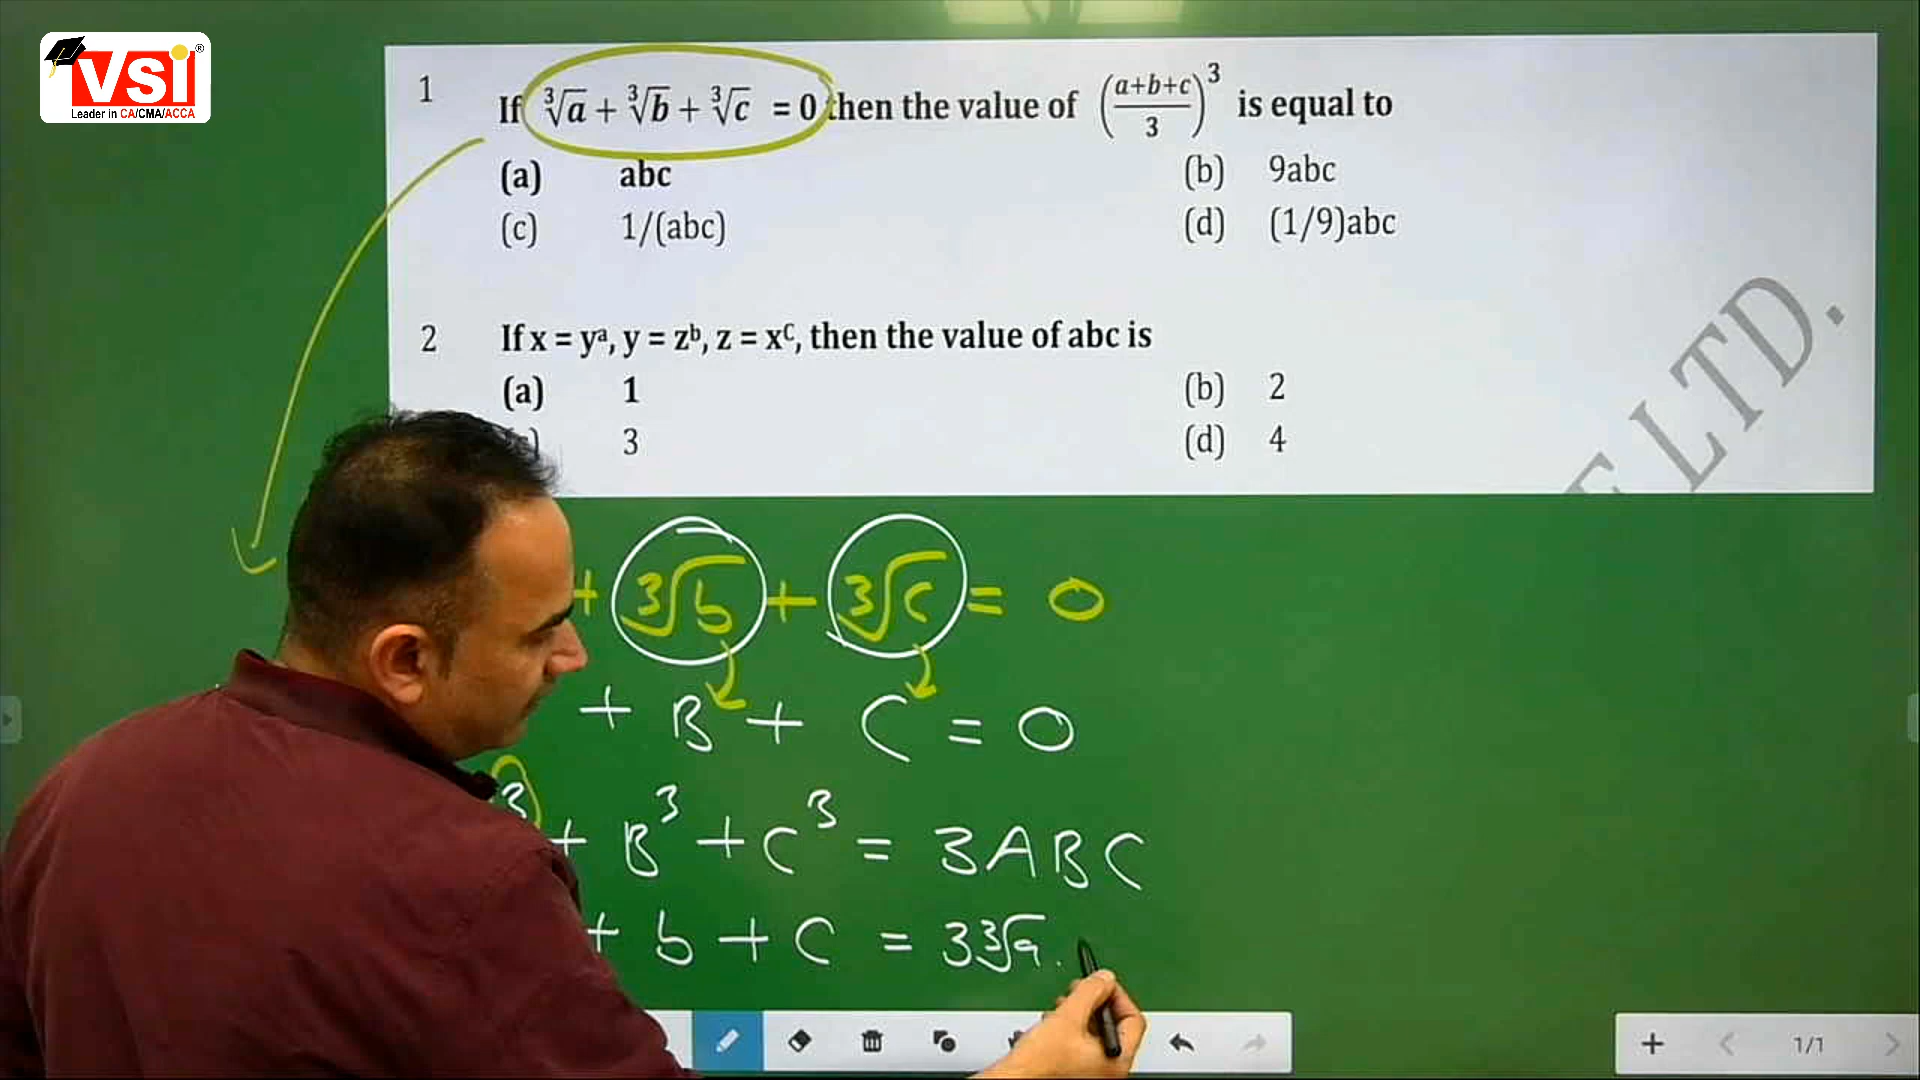 VSI®
Leader in CA/CMA/ACCA
1 If ∛a + ∛b + ∛c = 0 then the value of ((a+b+c)/3)³ is equal to
(a) abc (b) 9abc
(c) 1/(abc) (d) (1/9)abc
2 If x = yᵃ, y = zᵇ, z = xᶜ, then the value of abc is
(a) 1 (b) 2
3 (d) 4
LTD.
+ ∛b + ∛c = 0
+ B + C = 0
3 + B³ + C³ = 3ABC
+ b + c = 3∛a.
1/1